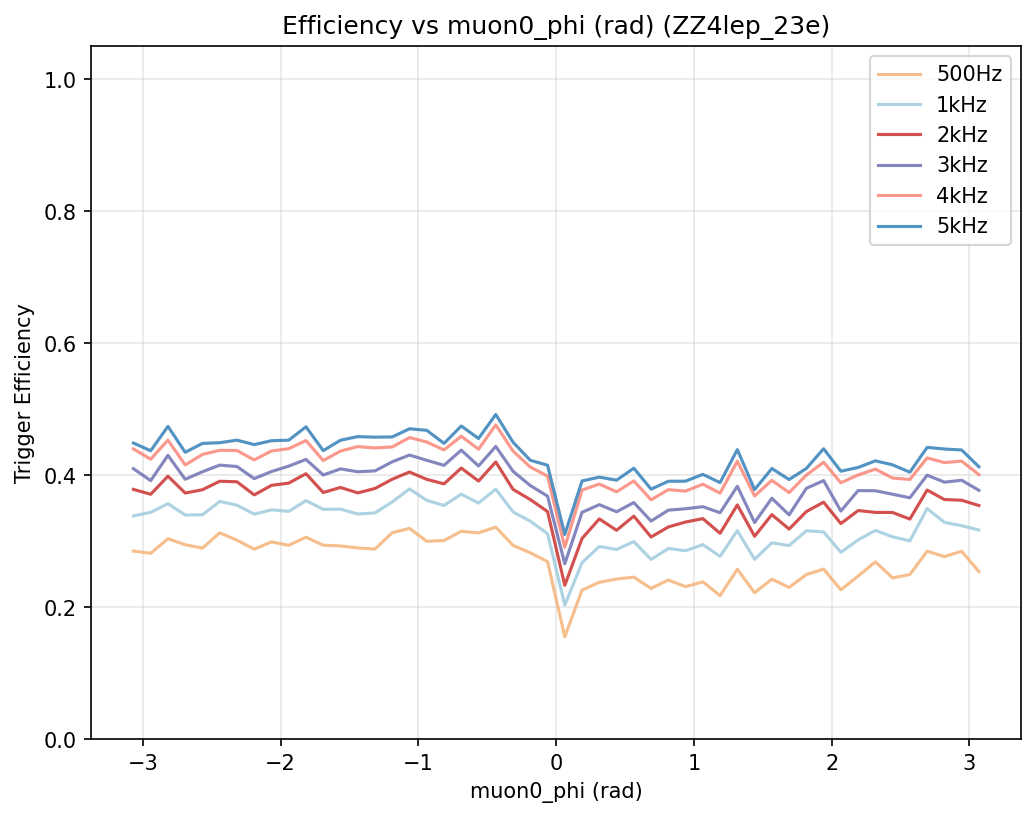 Efficiency vs muon0_phi (rad) (ZZ4lep_23e)
500Hz
1kHz
2kHz
3kHz
4kHz
5kHz
Trigger Efficiency
1.0
0.8
0.6
0.4
0.2
0.0
−3
−2
−1
0
1
2
3
muon0_phi (rad)